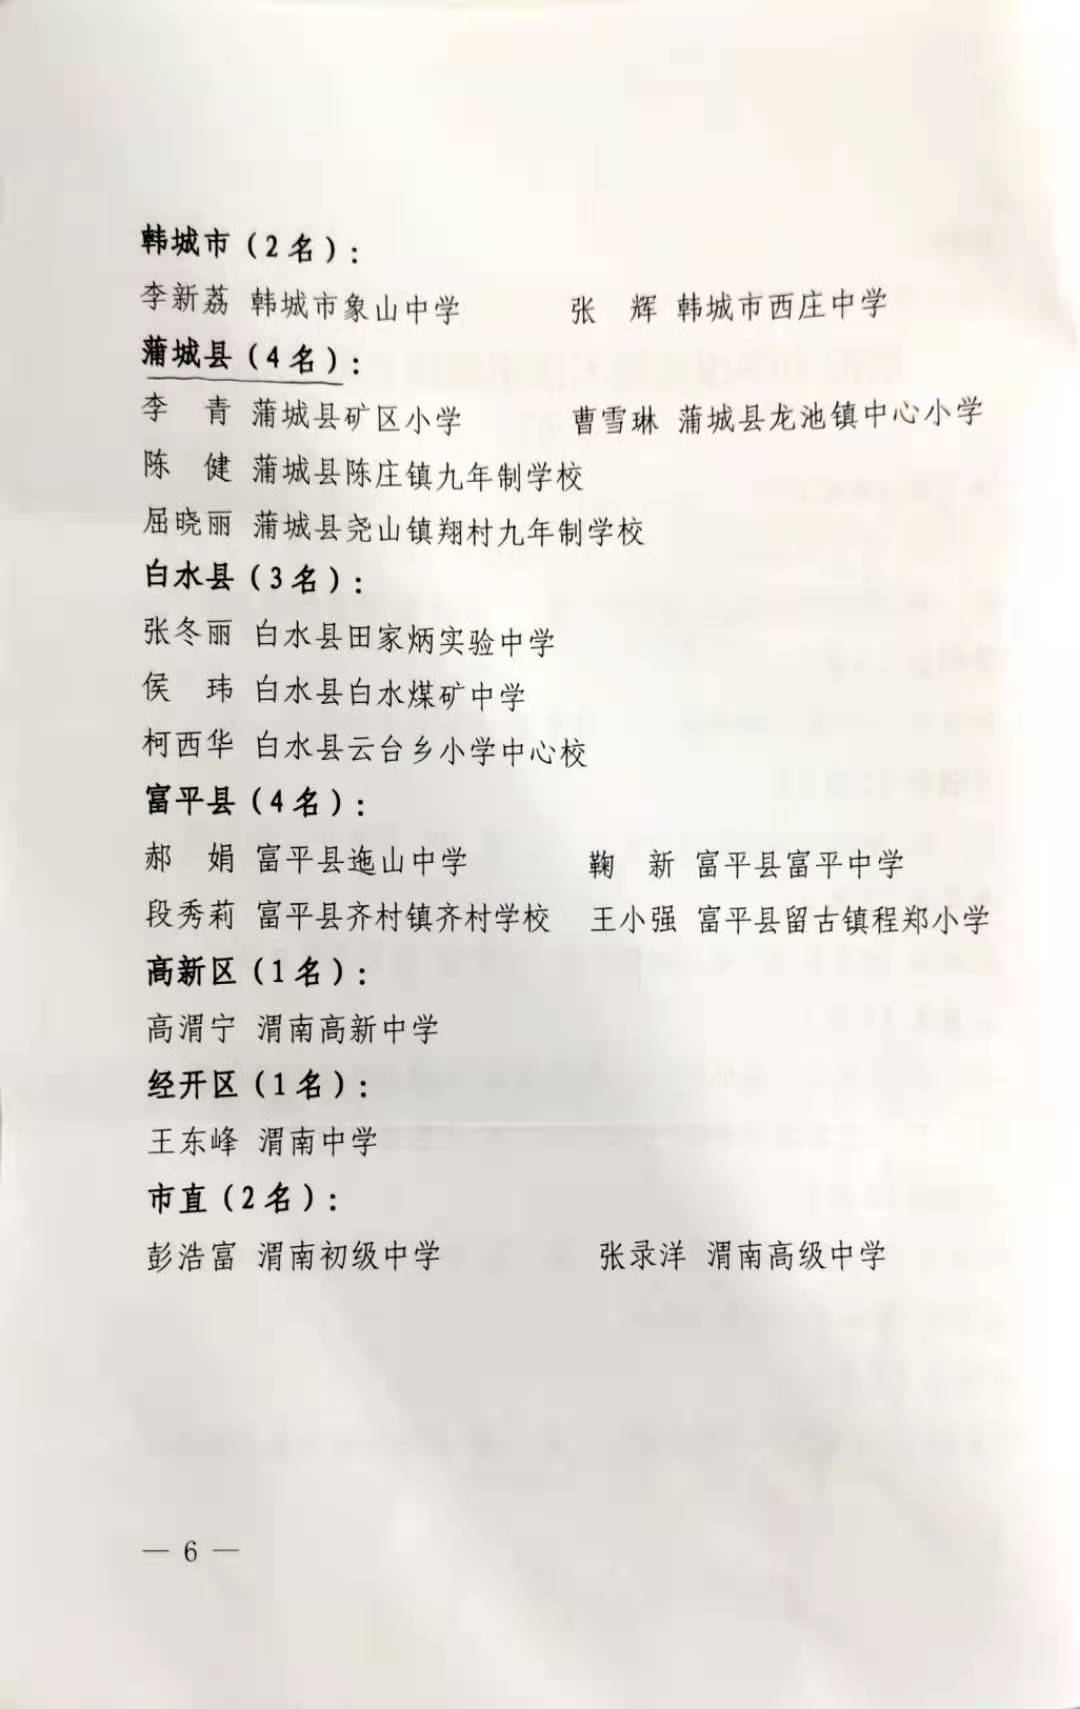 韩城市（2名）：
李新荔 韩城市象山中学 张 辉 韩城市西庄中学
蒲城县（4名）：
李 青 蒲城县矿区小学 曹雪琳 蒲城县龙池镇中心小学
陈 健 蒲城县陈庄镇九年制学校
屈晓丽 蒲城县尧山镇翔村九年制学校
白水县（3名）：
张冬丽 白水县田家炳实验中学
侯 玮 白水县白水煤矿中学
柯西华 白水县云台乡小学中心校
富平县（4名）：
郝 娟 富平县迤山中学 鞠 新 富平县富平中学
段秀莉 富平县齐村镇齐村学校 王小强 富平县留古镇程郑小学
高新区（1名）：
高渭宁 渭南高新中学
经开区（1名）：
王东峰 渭南中学
市直（2名）：
彭浩富 渭南初级中学 张录洋 渭南高级中学
— 6 —